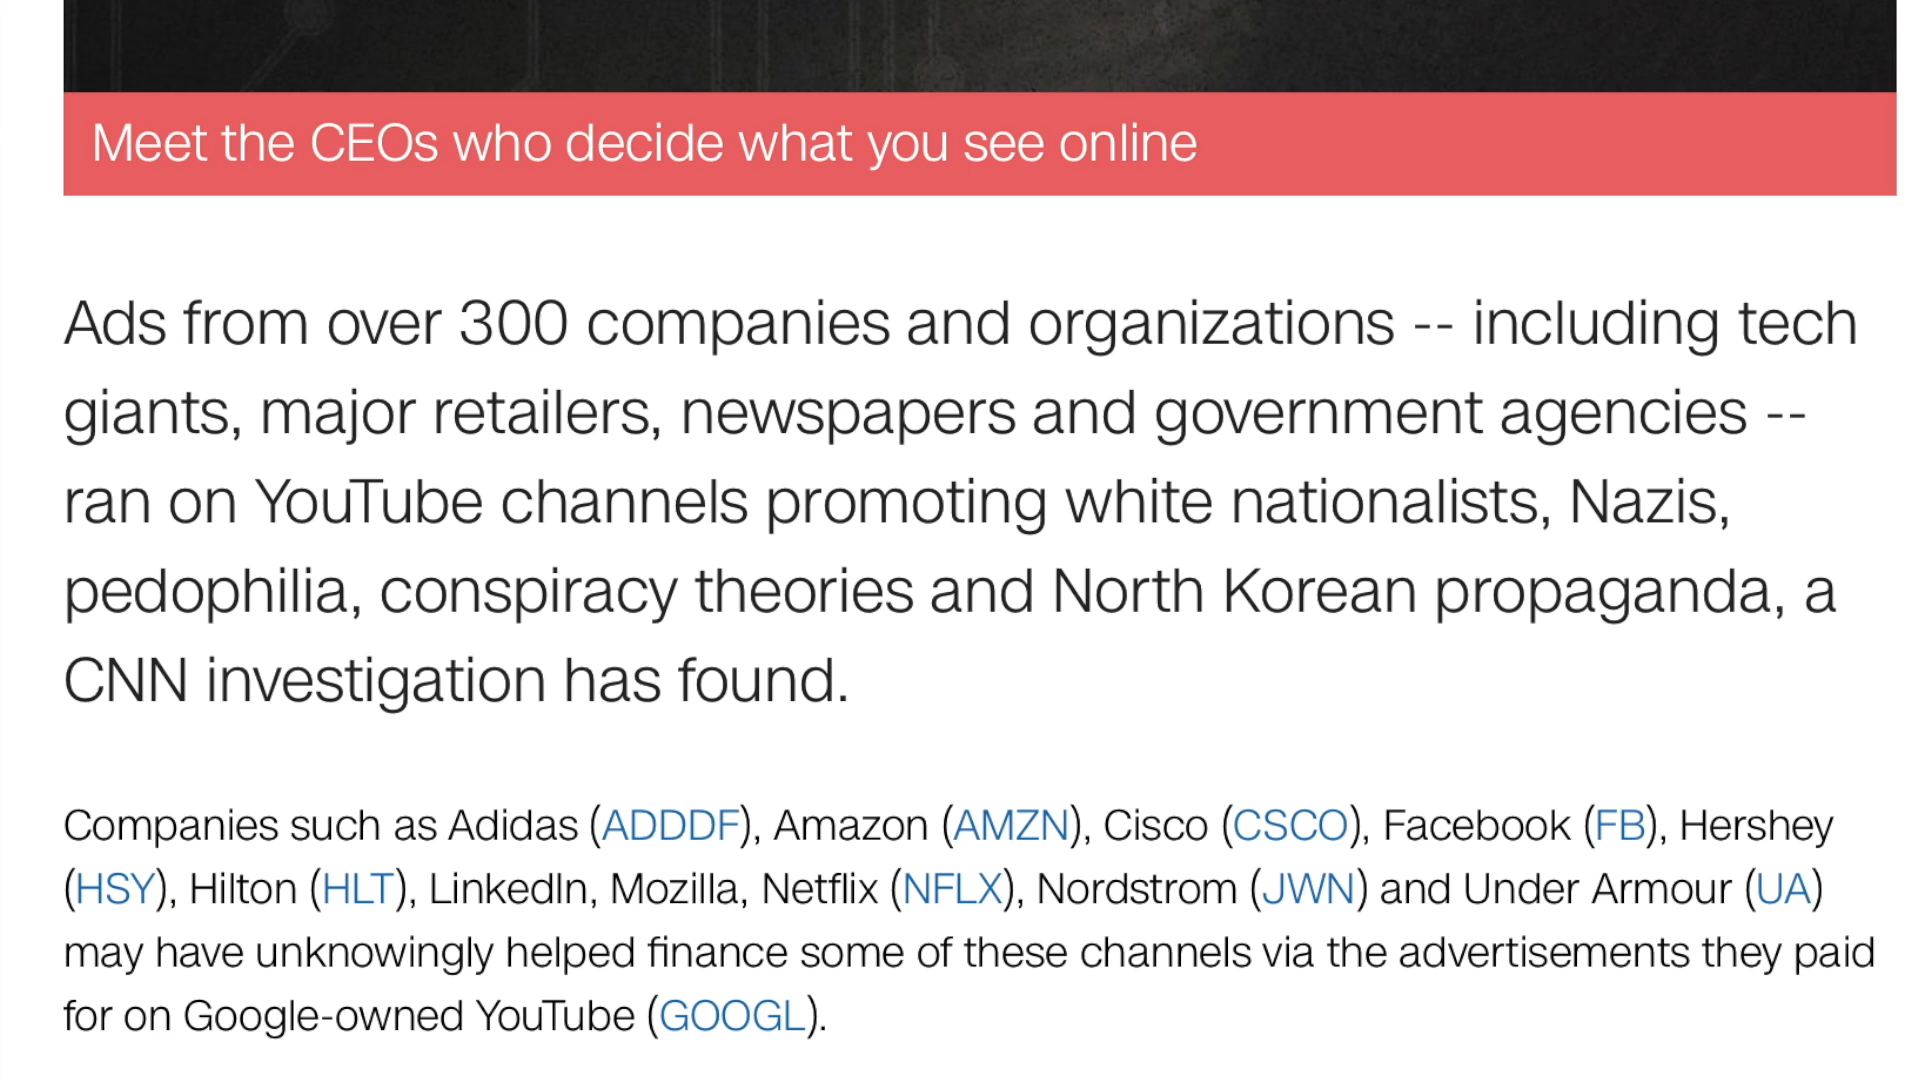 Meet the CEOs who decide what you see online
Ads from over 300 companies and organizations -- including tech
giants, major retailers, newspapers and government agencies --
ran on YouTube channels promoting white nationalists, Nazis,
pedophilia, conspiracy theories and North Korean propaganda, a
CNN investigation has found.
Companies such as Adidas (ADDDF), Amazon (AMZN), Cisco (CSCO), Facebook (FB), Hershey
(HSY), Hilton (HLT), LinkedIn, Mozilla, Netflix (NFLX), Nordstrom (JWN) and Under Armour (UA)
may have unknowingly helped finance some of these channels via the advertisements they paid
for on Google-owned YouTube (GOOGL).